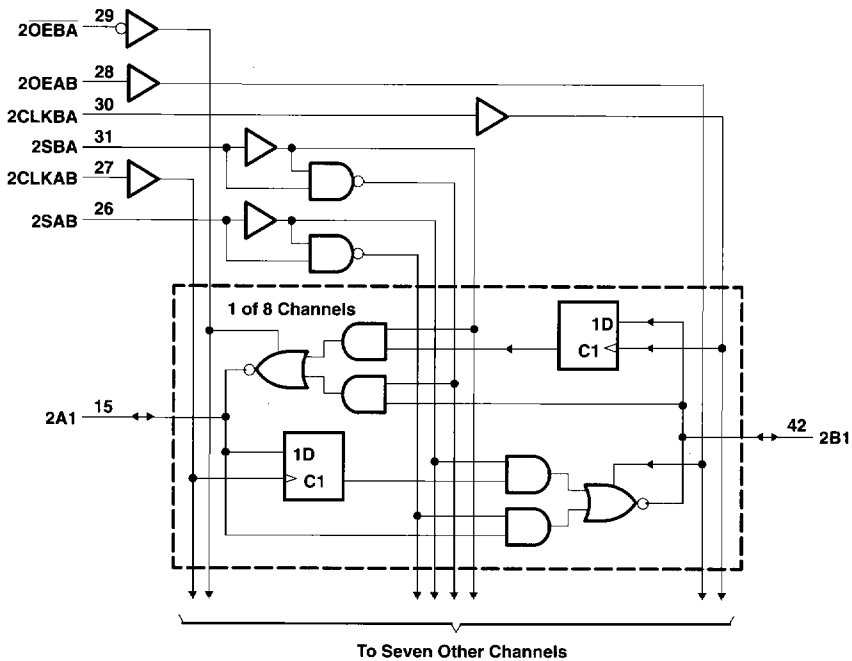 2OEBA 29
2OEAB 28
2CLKBA 30
2SBA 31
2CLKAB 27
2SAB 26
1 of 8 Channels
1D
C1
2A1 15
42 2B1
1D
C1
To Seven Other Channels